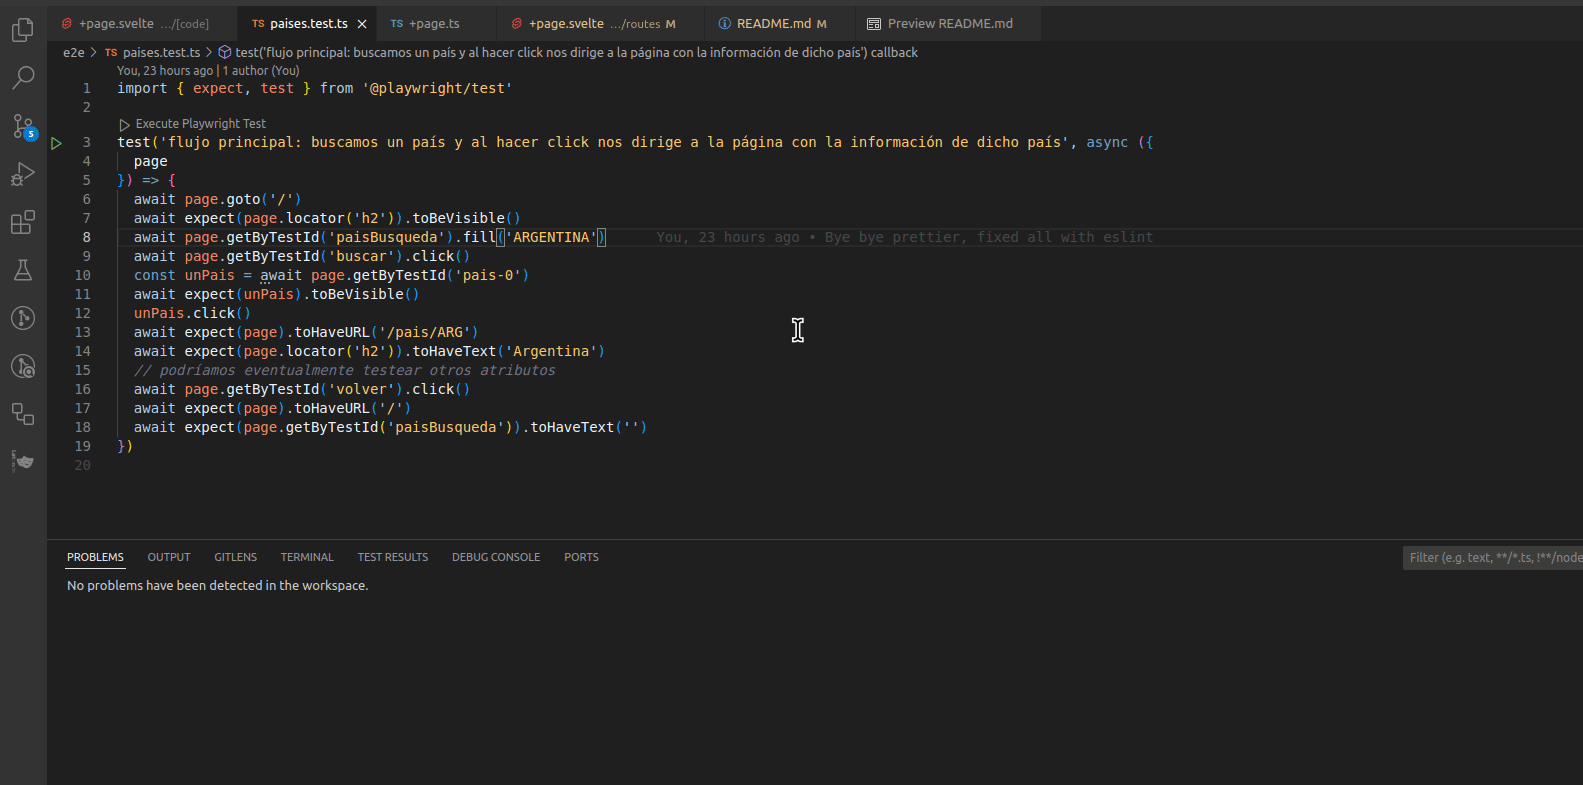 +page.svelte .../[code] TS paises.test.ts TS +page.ts +page.svelte .../routes M README.md M Preview README.md
e2e > TS paises.test.ts > test('flujo principal: buscamos un país y al hacer click nos dirige a la página con la información de dicho país') callback
You, 23 hours ago | 1 author (You)
1 import { expect, test } from '@playwright/test'
2
Execute Playwright Test
3 test('flujo principal: buscamos un país y al hacer click nos dirige a la página con la información de dicho país', async ({
4 page
5 }) => {
6 await page.goto('/')
7 await expect(page.locator('h2')).toBeVisible()
8 await page.getByTestId('paisBusqueda').fill('ARGENTINA') You, 23 hours ago • Bye bye prettier, fixed all with eslint
9 await page.getByTestId('buscar').click()
10 const unPais = await page.getByTestId('pais-0')
11 await expect(unPais).toBeVisible()
12 unPais.click()
13 await expect(page).toHaveURL('/pais/ARG')
14 await expect(page.locator('h2')).toHaveText('Argentina')
15 // podríamos eventualmente testear otros atributos
16 await page.getByTestId('volver').click()
17 await expect(page).toHaveURL('/')
18 await expect(page.getByTestId('paisBusqueda')).toHaveText('')
19 })
20
5
PROBLEMS OUTPUT GITLENS TERMINAL TEST RESULTS DEBUG CONSOLE PORTS Filter (e.g. text, **/*.ts, !**/node
No problems have been detected in the workspace.